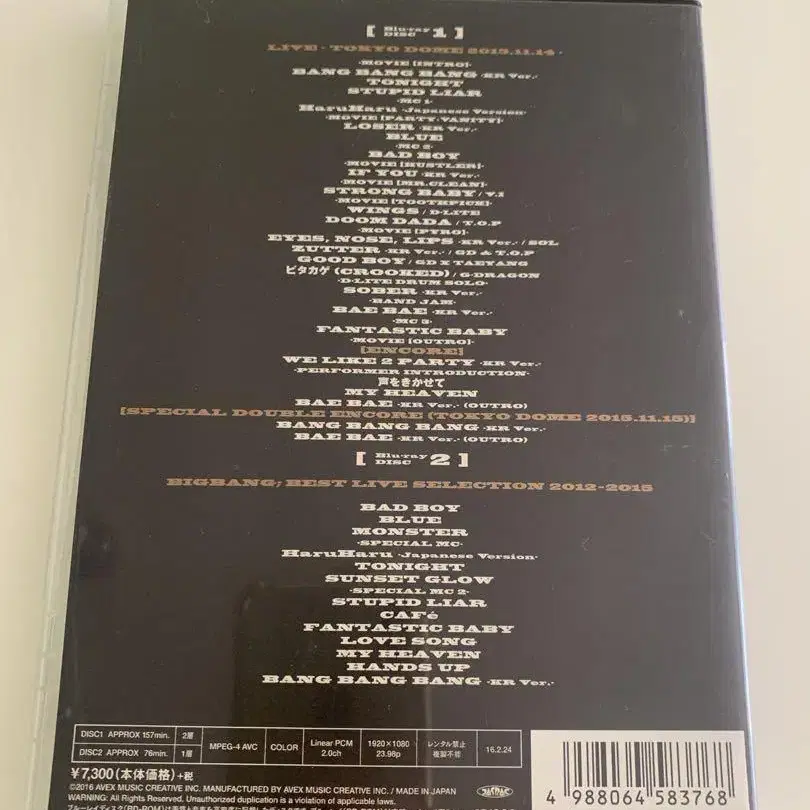 [ Blu-ray DISC 1 ]
LIVE - TOKYO DOME 2015.11.14 -
-MOVIE [INTRO]-
BANG BANG BANG -KR Ver.-
TONIGHT
STUPID LIAR
-MC 1-
HaruHaru -Japanese Version-
-MOVIE [PARTY-VANITY]-
LOSER -KR Ver.-
BLUE
-MC 2-
BAD BOY
-MOVIE [HUSTLER]-
IF YOU -KR Ver.-
-MOVIE [MR.CLEAN]-
STRONG BABY / V.I
-MOVIE [TOOTHPICK]-
WINGS / D-LITE
DOOM DADA / T.O.P
-MOVIE [PYRO]-
EYES, NOSE, LIPS -KR Ver.- / SOL
ZUTTER -KR Ver.- / GD & T.O.P
GOOD BOY / GD X TAEYANG
ピタカゲ (CROOKED) / G-DRAGON
-D-LITE DRUM SOLO-
SOBER -KR Ver.-
-BAND JAM-
BAE BAE -KR Ver.-
-MC 3-
FANTASTIC BABY
-MOVIE [OUTRO]-
[ENCORE]
WE LIKE 2 PARTY -KR Ver.-
-PERFORMER INTRODUCTION-
声をきかせて
MY HEAVEN
BAE BAE -KR Ver.- (OUTRO)
[SPECIAL DOUBLE ENCORE (TOKYO DOME 2015.11.15)]
BANG BANG BANG -KR Ver.-
BAE BAE -KR Ver.- (OUTRO)
[ Blu-ray DISC 2 ]
BIGBANG; BEST LIVE SELECTION 2012-2015
BAD BOY
BLUE
MONSTER
-SPECIAL MC-
HaruHaru -Japanese Version-
TONIGHT
SUNSET GLOW
-SPECIAL MC 2-
STUPID LIAR
CAFé
FANTASTIC BABY
LOVE SONG
MY HEAVEN
HANDS UP
BANG BANG BANG -KR Ver.-
DISC1 APPROX 157min. 2層
DISC2 APPROX 76min. 1層
MPEG-4 AVC
COLOR
Linear PCM 2.0ch
1920×1080 23.98p
レンタル禁止 複製不能
16.2.24
¥7,300(本体価格)+税
©2016 AVEX MUSIC CREATIVE INC. MANUFACTURED BY AVEX MUSIC CREATIVE INC. / MADE IN JAPAN
WARNING: All Rights Reserved. Unauthorized duplication is a violation of applicable laws.
4 988064 583768